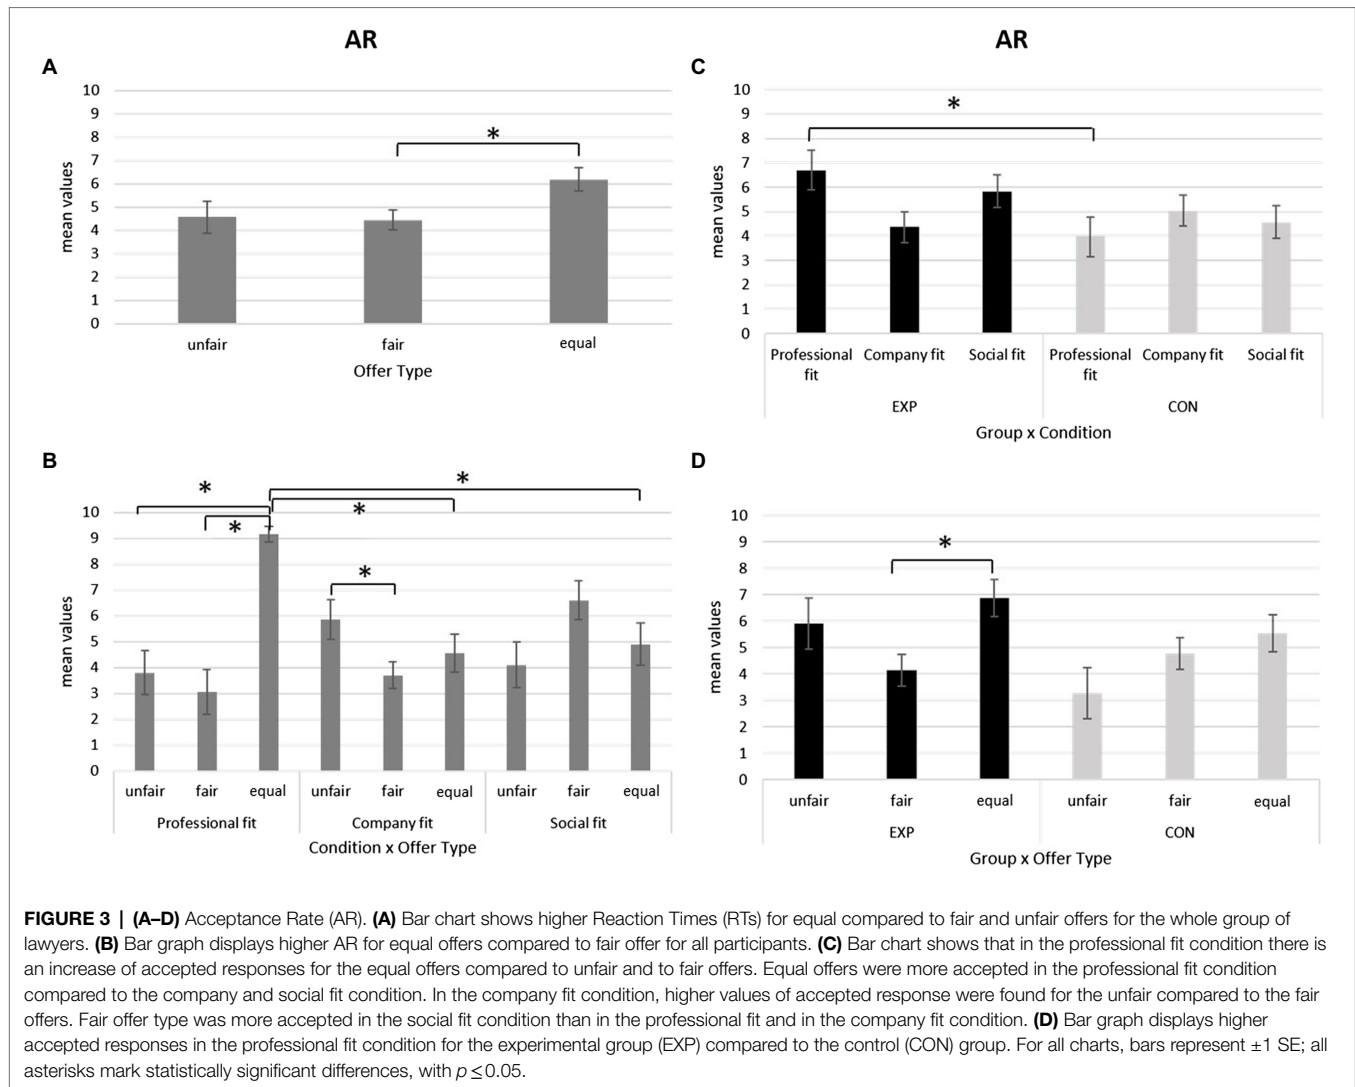 AR
A
*
10
9
8
7
6
5
4
3
2
1
0
mean values
unfair fair equal
Offer Type
B
*
*
*
*
*
10
9
8
7
6
5
4
3
2
1
0
mean values
unfair fair equal unfair fair equal unfair fair equal
Professional fit Company fit Social fit
Condition x Offer Type
AR
C
*
10
9
8
7
6
5
4
3
2
1
0
mean values
Professional Company fit Social fit Professional Company fit Social fit
fit fit
EXP CON
Group x Condition
D
*
10
9
8
7
6
5
4
3
2
1
0
mean values
unfair fair equal unfair fair equal
EXP CON
Group x Offer Type
FIGURE 3 | (A–D) Acceptance Rate (AR). (A) Bar chart shows higher Reaction Times (RTs) for equal compared to fair and unfair offers for the whole group of
lawyers. (B) Bar graph displays higher AR for equal offers compared to fair offer for all participants. (C) Bar chart shows that in the professional fit condition there is
an increase of accepted responses for the equal offers compared to unfair and to fair offers. Equal offers were more accepted in the professional fit condition
compared to the company and social fit condition. In the company fit condition, higher values of accepted response were found for the unfair compared to the fair
offers. Fair offer type was more accepted in the social fit condition than in the professional fit and in the company fit condition. (D) Bar graph displays higher
accepted responses in the professional fit condition for the experimental group (EXP) compared to the control (CON) group. For all charts, bars represent ±1 SE; all
asterisks mark statistically significant differences, with p ≤ 0.05.